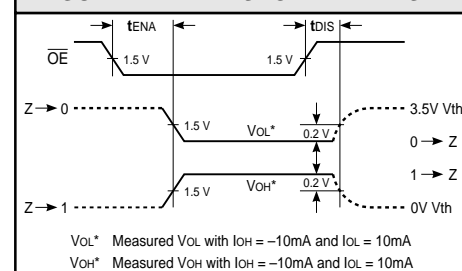 tENA tDIS
OE 1.5 V 1.5 V
Z 0 3.5V Vth
1.5 V VOL* 0.2 V
0 Z
1 Z
1.5 V VOH* 0.2 V
Z 1 0V Vth
VOL* Measured VOL with IOH = –10mA and IOL = 10mA
VOH* Measured VOH with IOH = –10mA and IOL = 10mA